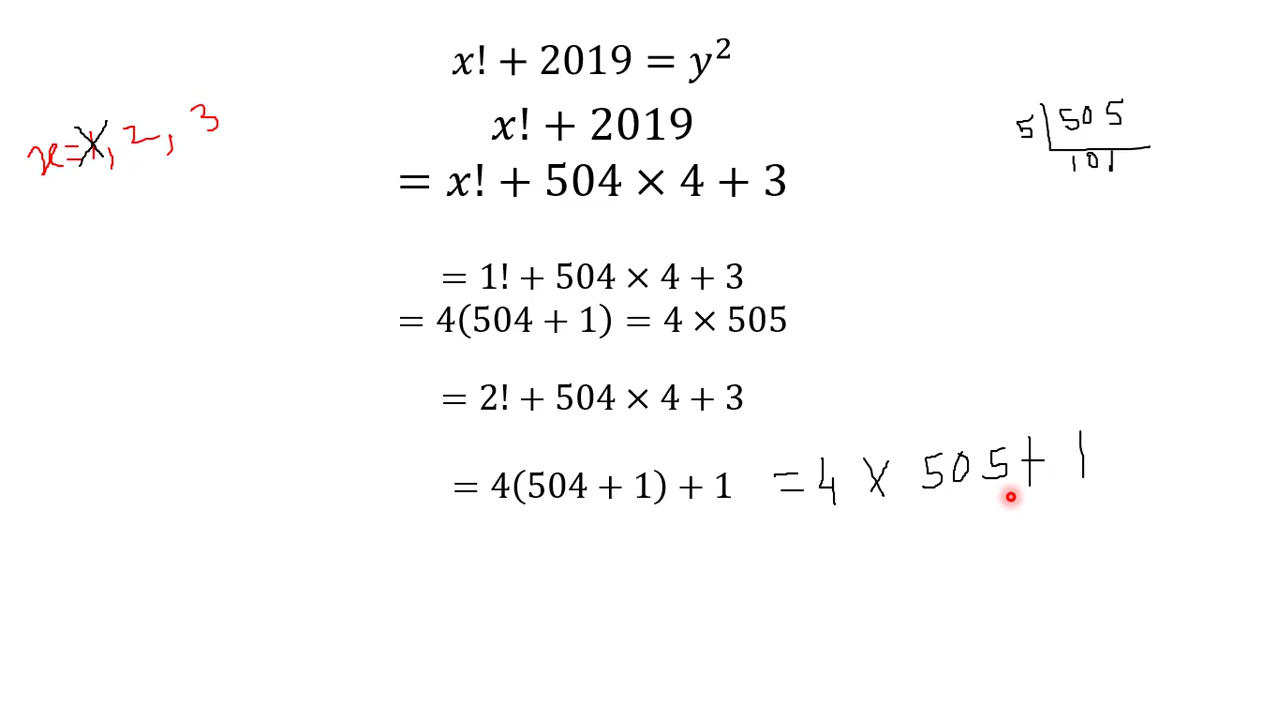 x! + 2019 = y²
x! + 2019
= x! + 504 × 4 + 3
x = 1, 2, 3
5 505
101
= 1! + 504 × 4 + 3
= 4(504 + 1) = 4 × 505
= 2! + 504 × 4 + 3
= 4(504 + 1) + 1 = 4 × 505 + 1